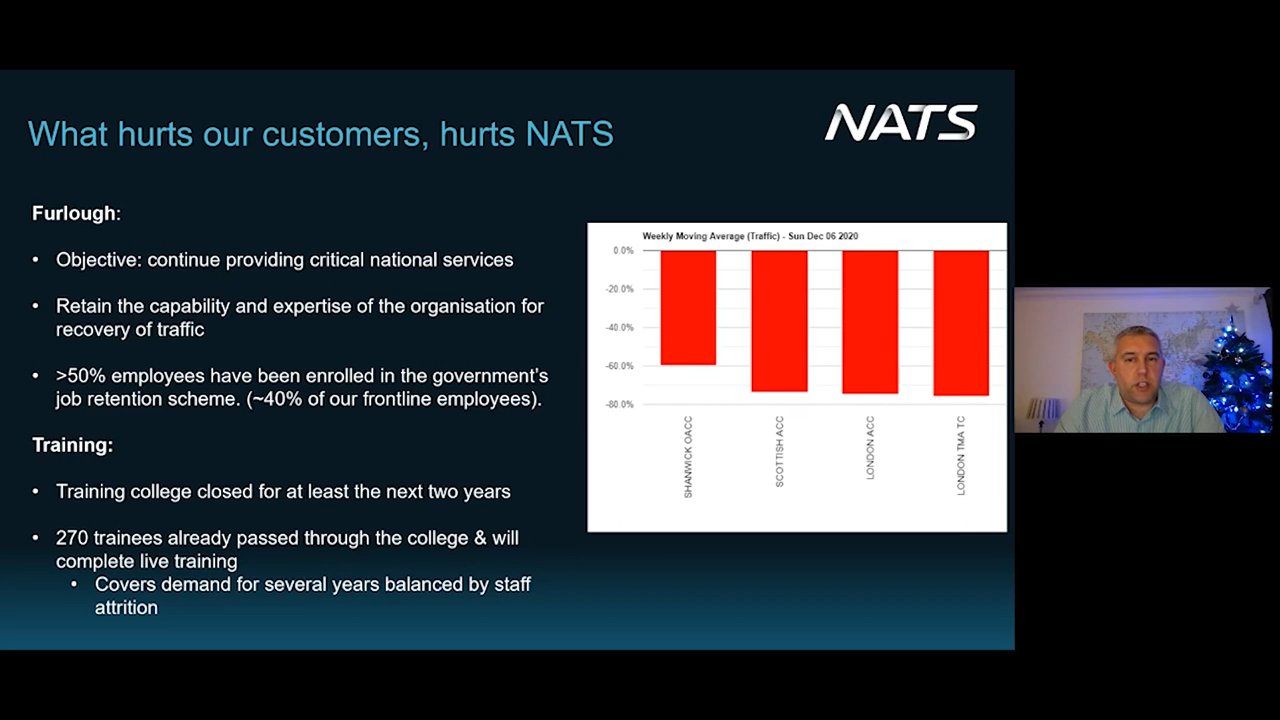 What hurts our customers, hurts NATS
NATS
Furlough:
• Objective: continue providing critical national services
• Retain the capability and expertise of the organisation for
recovery of traffic
• >50% employees have been enrolled in the government's
job retention scheme. (~40% of our frontline employees).
Training:
• Training college closed for at least the next two years
• 270 trainees already passed through the college & will
complete live training
• Covers demand for several years balanced by staff
attrition
Weekly Moving Average (Traffic) - Sun Dec 06 2020
0.0%
-20.0%
-40.0%
-60.0%
-80.0%
SHANWICK OACC
SCOTTISH ACC
LONDON ACC
LONDON TMA TC